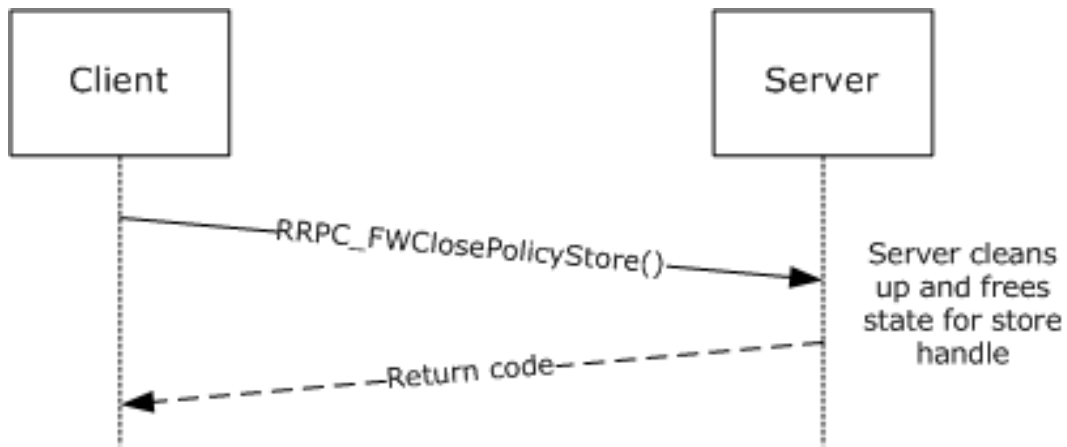 Client
Server
RRPC_FWClosePolicyStore()
Server cleans
up and frees
state for store
handle
Return code